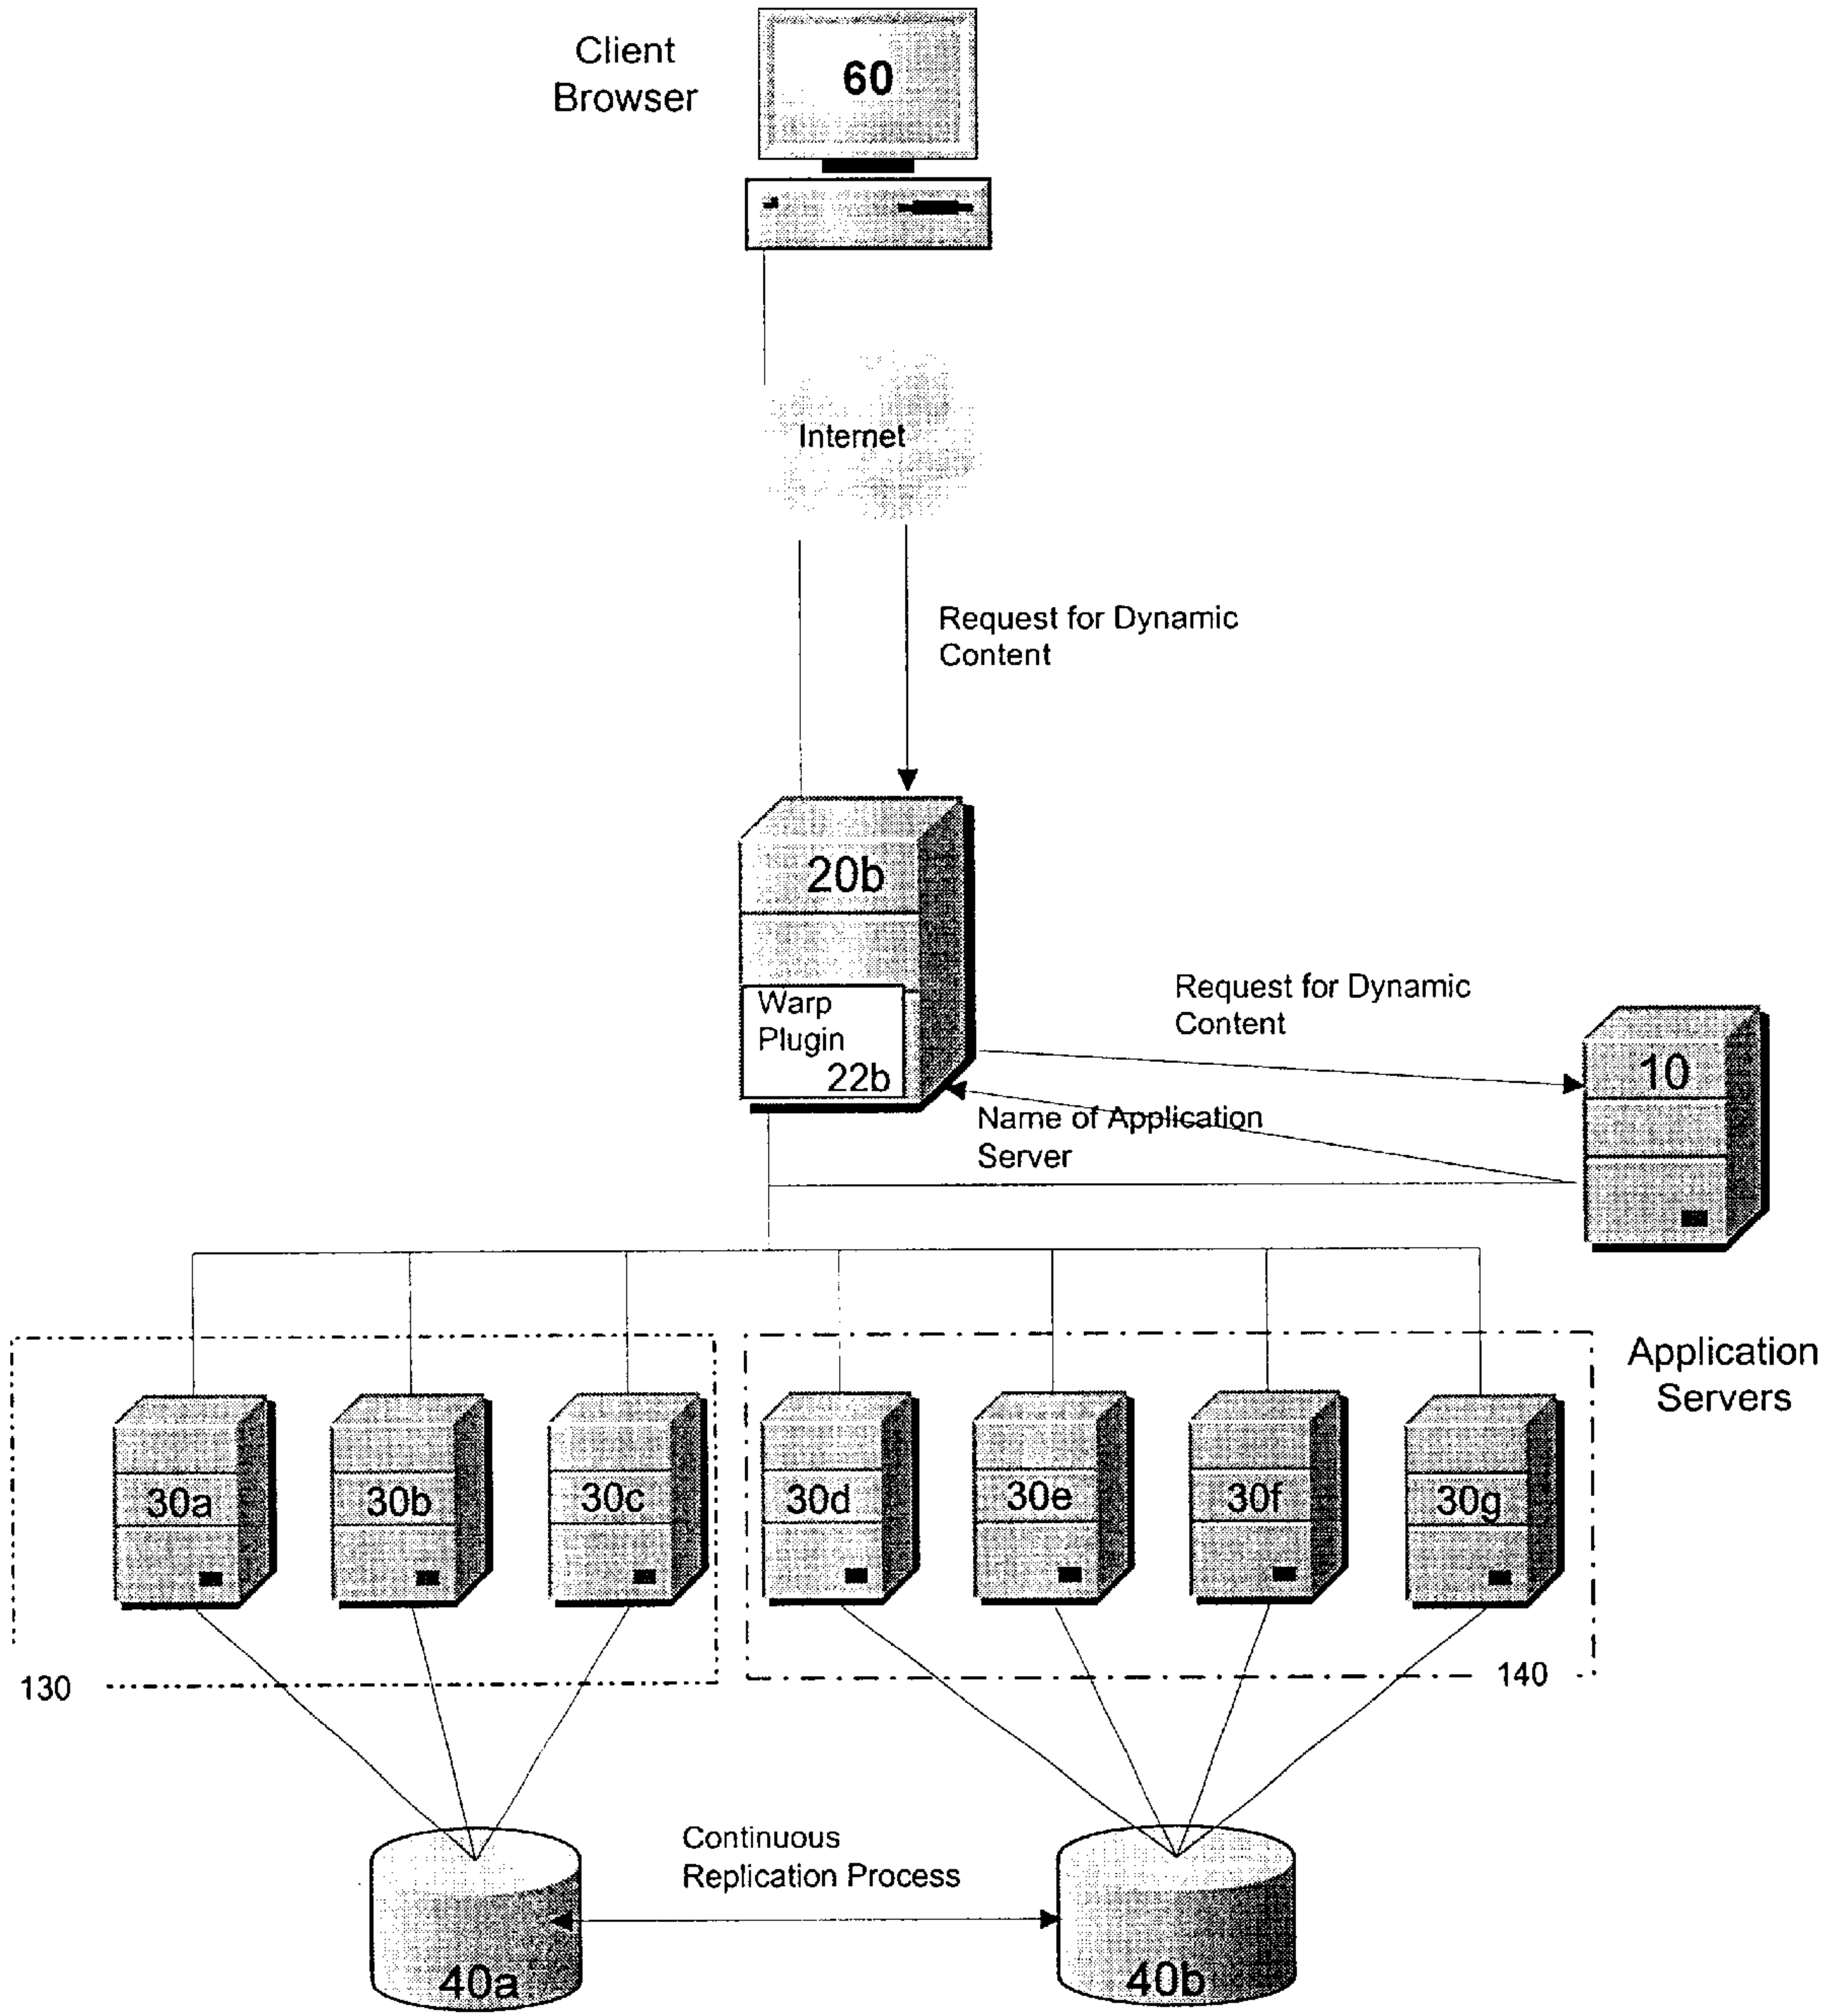 Client
Browser
60
Internet
Request for Dynamic
Content
20b
Warp
Plugin
22b
Request for Dynamic
Content
10
Name of Application
Server
Application
Servers
30a
30b
30c
30d
30e
30f
30g
130
140
Continuous
Replication Process
40a
40b